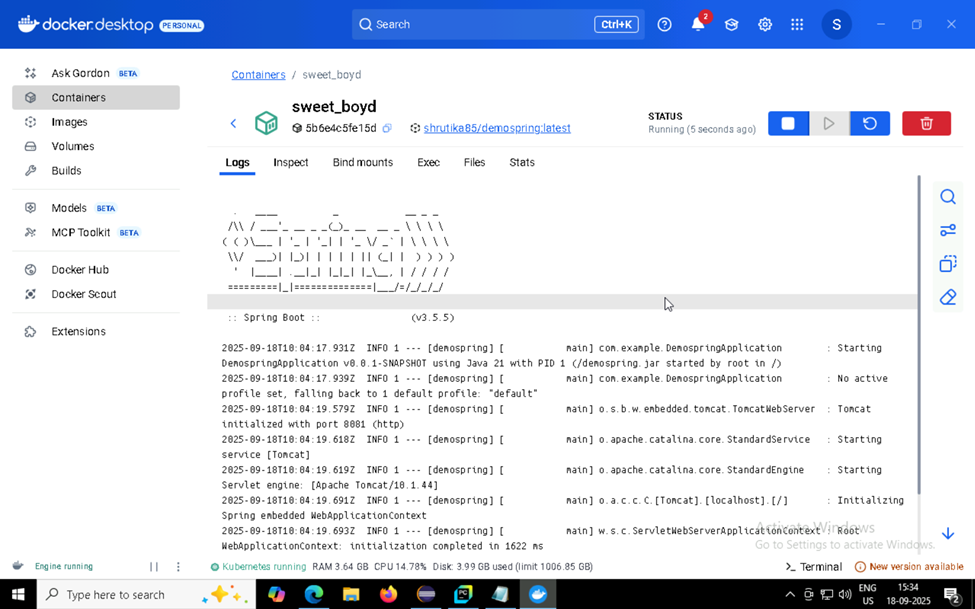 docker.desktop PERSONAL
Search Ctrl+K
2
S
Ask Gordon BETA
Containers
Images
Volumes
Builds
Models BETA
MCP Toolkit BETA
Docker Hub
Docker Scout
Extensions
Containers / sweet_boyd
sweet_boyd
5b6e4c5fe15d shrutika85/demospring:latest
STATUS
Running (5 seconds ago)
Logs Inspect Bind mounts Exec Files Stats
:: Spring Boot :: (v3.5.5)
2025-09-18T10:04:17.931Z INFO 1 --- [demospring] [ main] com.example.DemospringApplication : Starting
DemospringApplication v0.0.1-SNAPSHOT using Java 21 with PID 1 (/demospring.jar started by root in /)
2025-09-18T10:04:17.939Z INFO 1 --- [demospring] [ main] com.example.DemospringApplication : No active
profile set, falling back to 1 default profile: "default"
2025-09-18T10:04:19.579Z INFO 1 --- [demospring] [ main] o.s.b.w.embedded.tomcat.TomcatWebServer : Tomcat
initialized with port 8081 (http)
2025-09-18T10:04:19.618Z INFO 1 --- [demospring] [ main] o.apache.catalina.core.StandardService : Starting
service [Tomcat]
2025-09-18T10:04:19.619Z INFO 1 --- [demospring] [ main] o.apache.catalina.core.StandardEngine : Starting
Servlet engine: [Apache Tomcat/10.1.44]
2025-09-18T10:04:19.691Z INFO 1 --- [demospring] [ main] o.a.c.c.C.[Tomcat].[localhost].[/] : Initializing
Spring embedded WebApplicationContext
2025-09-18T10:04:19.693Z INFO 1 --- [demospring] [ main] w.s.c.ServletWebServerApplicationContext : Root
WebApplicationContext: initialization completed in 1622 ms
Activate Windows
Go to Settings to activate Windows.
Engine running Kubernetes running RAM 3.64 GB CPU 14.78% Disk: 3.99 GB used (limit 1006.85 GB) >_ Terminal New version available
Type here to search
ENG
US
15:34
18-09-2025
2